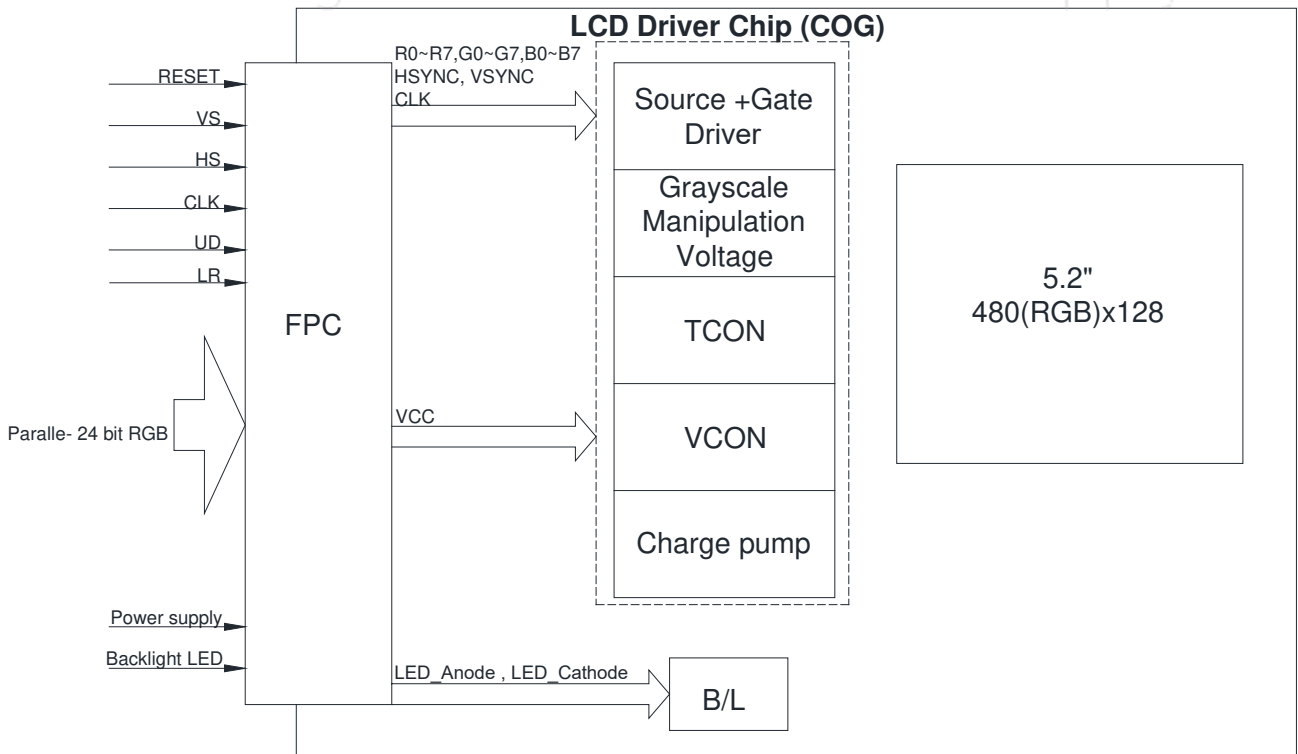 LCD Driver Chip (COG)
R0~R7,G0~G7,B0~B7
HSYNC, VSYNC
CLK
RESET
VS
HS
CLK
UD
LR
FPC
Paralle- 24 bit RGB
VCC
Power supply
Backlight LED
LED_Anode , LED_Cathode
B/L
Source +Gate
Driver
Grayscale
Manipulation
Voltage
TCON
VCON
Charge pump
5.2"
480(RGB)x128